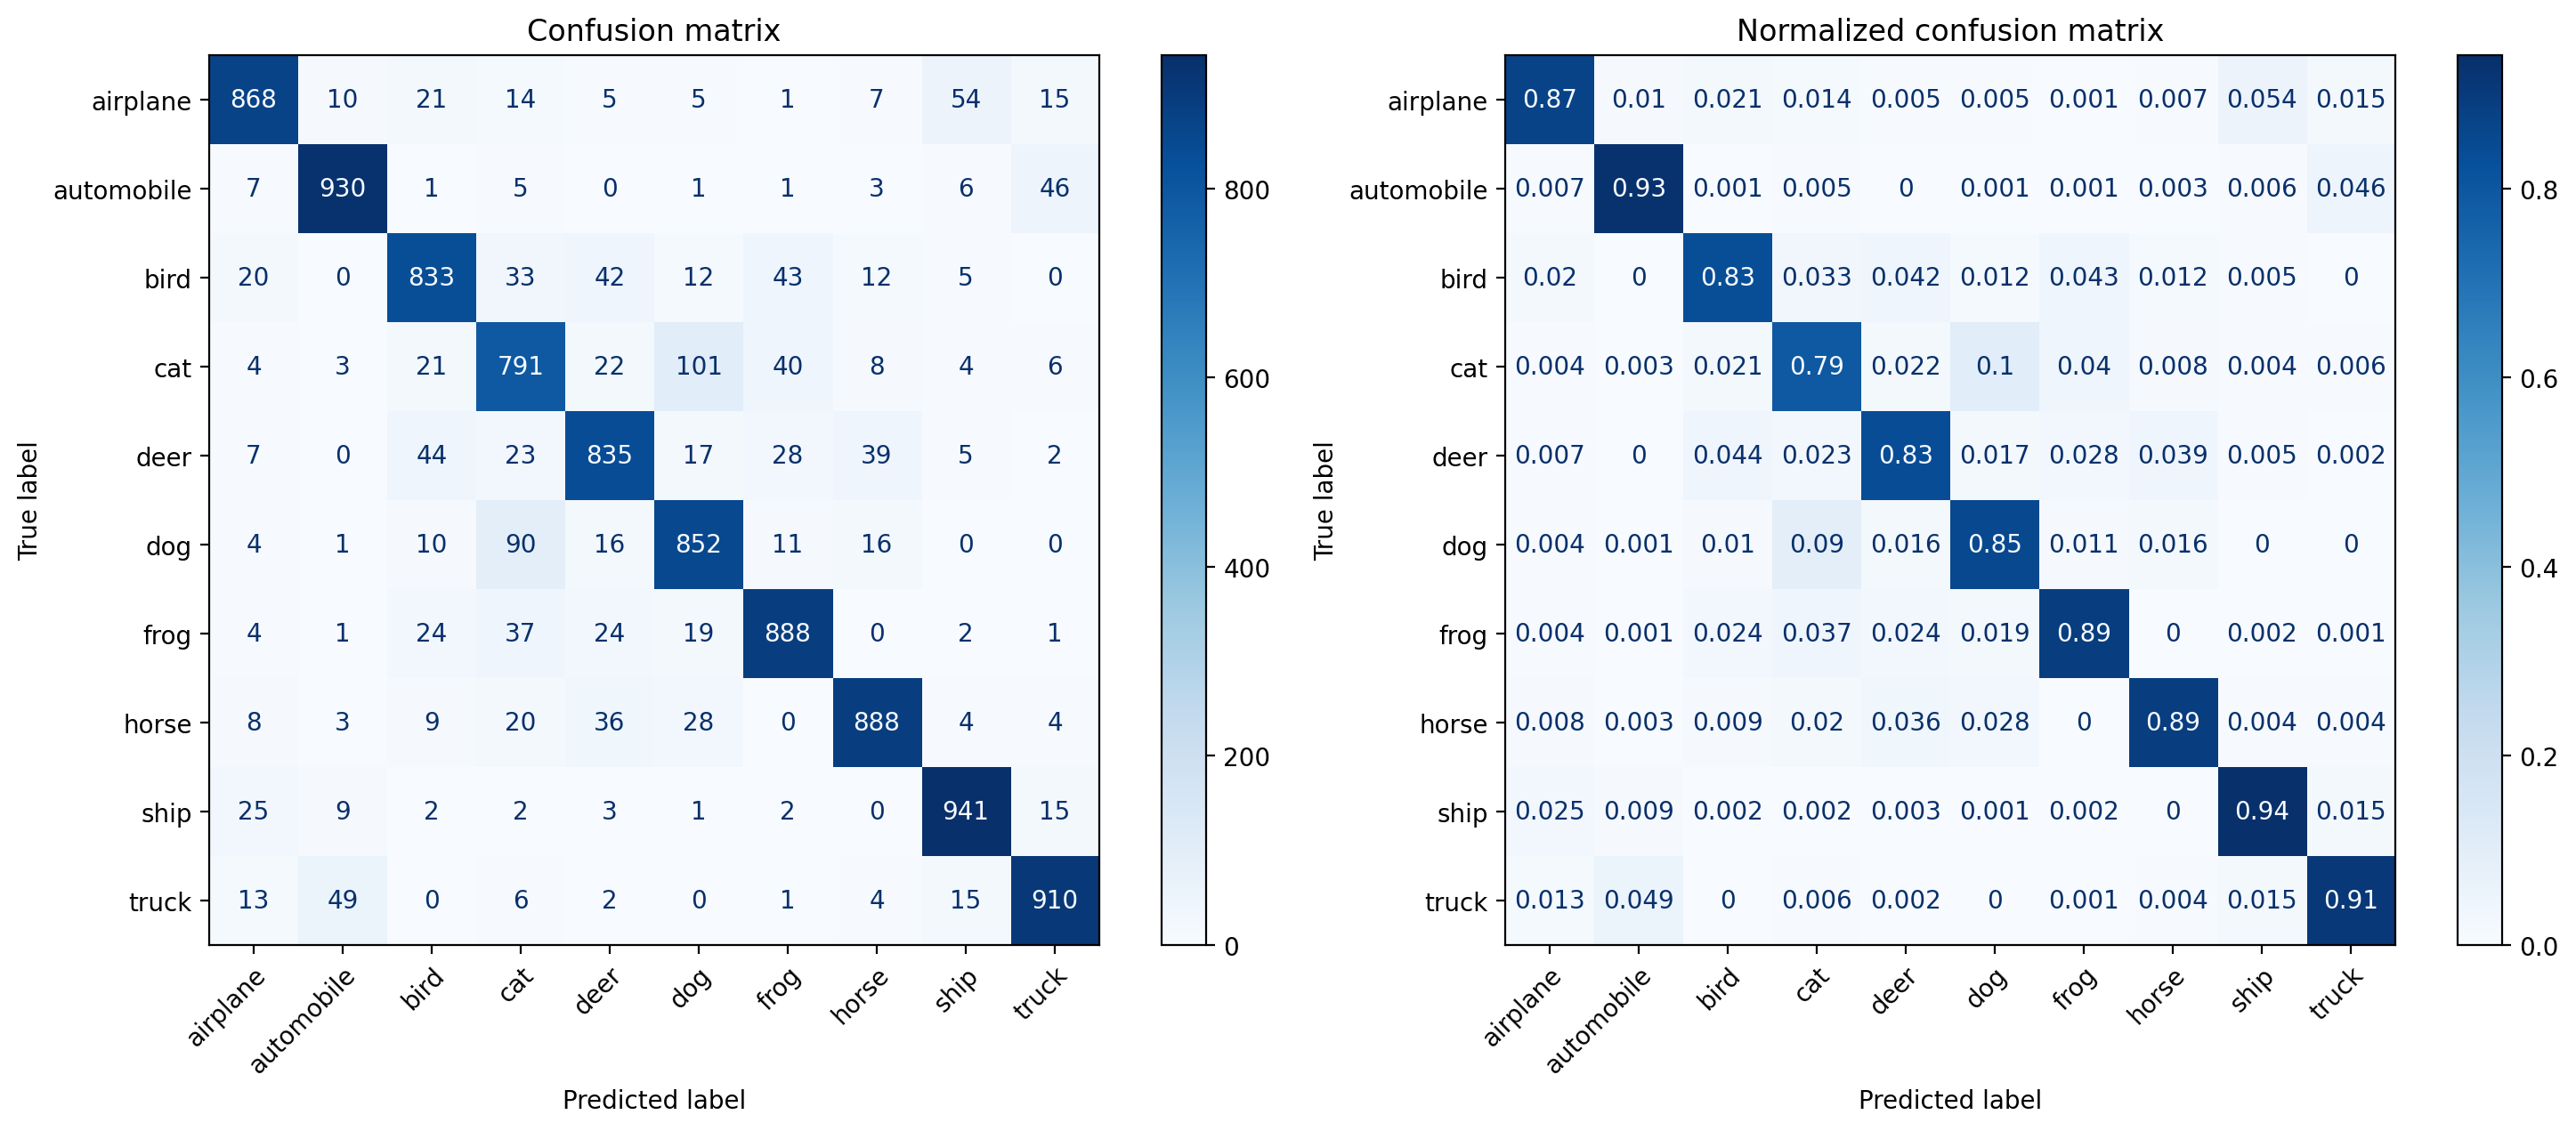 Confusion matrix
airplane 868 10 21 14 5 5 1 7 54 15
automobile 7 930 1 5 0 1 1 3 6 46
bird 20 0 833 33 42 12 43 12 5 0
cat 4 3 21 791 22 101 40 8 4 6
deer 7 0 44 23 835 17 28 39 5 2
dog 4 1 10 90 16 852 11 16 0 0
frog 4 1 24 37 24 19 888 0 2 1
horse 8 3 9 20 36 28 0 888 4 4
ship 25 9 2 2 3 1 2 0 941 15
truck 13 49 0 6 2 0 1 4 15 910
True label
airplane automobile bird cat deer dog frog horse ship truck
Predicted label
800
600
400
200
0
Normalized confusion matrix
airplane 0.87 0.01 0.021 0.014 0.005 0.005 0.001 0.007 0.054 0.015
automobile 0.007 0.93 0.001 0.005 0 0.001 0.001 0.003 0.006 0.046
bird 0.02 0 0.83 0.033 0.042 0.012 0.043 0.012 0.005 0
cat 0.004 0.003 0.021 0.79 0.022 0.1 0.04 0.008 0.004 0.006
deer 0.007 0 0.044 0.023 0.83 0.017 0.028 0.039 0.005 0.002
dog 0.004 0.001 0.01 0.09 0.016 0.85 0.011 0.016 0 0
frog 0.004 0.001 0.024 0.037 0.024 0.019 0.89 0 0.002 0.001
horse 0.008 0.003 0.009 0.02 0.036 0.028 0 0.89 0.004 0.004
ship 0.025 0.009 0.002 0.002 0.003 0.001 0.002 0 0.94 0.015
truck 0.013 0.049 0 0.006 0.002 0 0.001 0.004 0.015 0.91
True label
airplane automobile bird cat deer dog frog horse ship truck
Predicted label
0.8
0.6
0.4
0.2
0.0